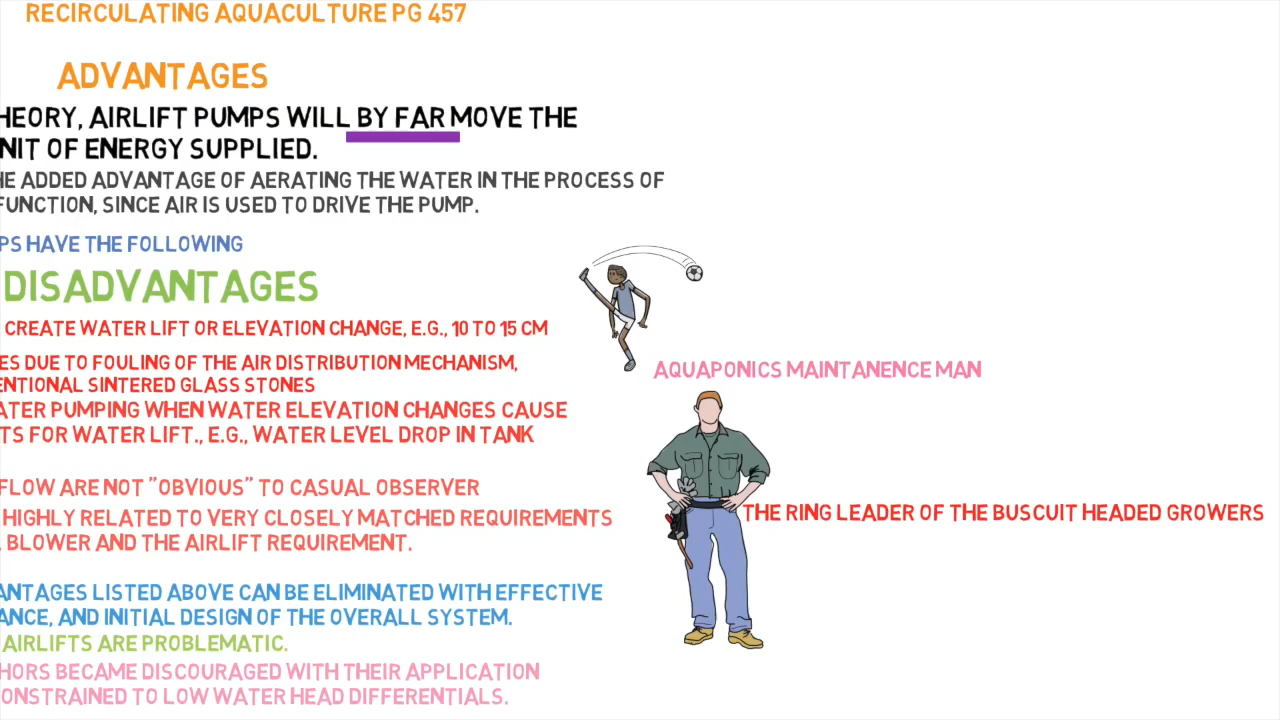 RECIRCULATING AQUACULTURE PG 457
ADVANTAGES
HEORY, AIRLIFT PUMPS WILL BY FAR MOVE THE
NIT OF ENERGY SUPPLIED.
HE ADDED ADVANTAGE OF AERATING THE WATER IN THE PROCESS OF
FUNCTION, SINCE AIR IS USED TO DRIVE THE PUMP.
PS HAVE THE FOLLOWING
DISADVANTAGES
CREATE WATER LIFT OR ELEVATION CHANGE, E.G., 10 TO 15 CM
ES DUE TO FOULING OF THE AIR DISTRIBUTION MECHANISM,
ENTIONAL SINTERED GLASS STONES
ATER PUMPING WHEN WATER ELEVATION CHANGES CAUSE
TS FOR WATER LIFT., E.G., WATER LEVEL DROP IN TANK
FLOW ARE NOT "OBVIOUS" TO CASUAL OBSERVER
HIGHLY RELATED TO VERY CLOSELY MATCHED REQUIREMENTS
BLOWER AND THE AIRLIFT REQUIREMENT.
ANTAGES LISTED ABOVE CAN BE ELIMINATED WITH EFFECTIVE
ANCE, AND INITIAL DESIGN OF THE OVERALL SYSTEM.
AIRLIFTS ARE PROBLEMATIC.
HORS BECAME DISCOURAGED WITH THEIR APPLICATION
ONSTRAINED TO LOW WATER HEAD DIFFERENTIALS.
AQUAPONICS MAINTANENCE MAN
THE RING LEADER OF THE BUSCUIT HEADED GROWERS